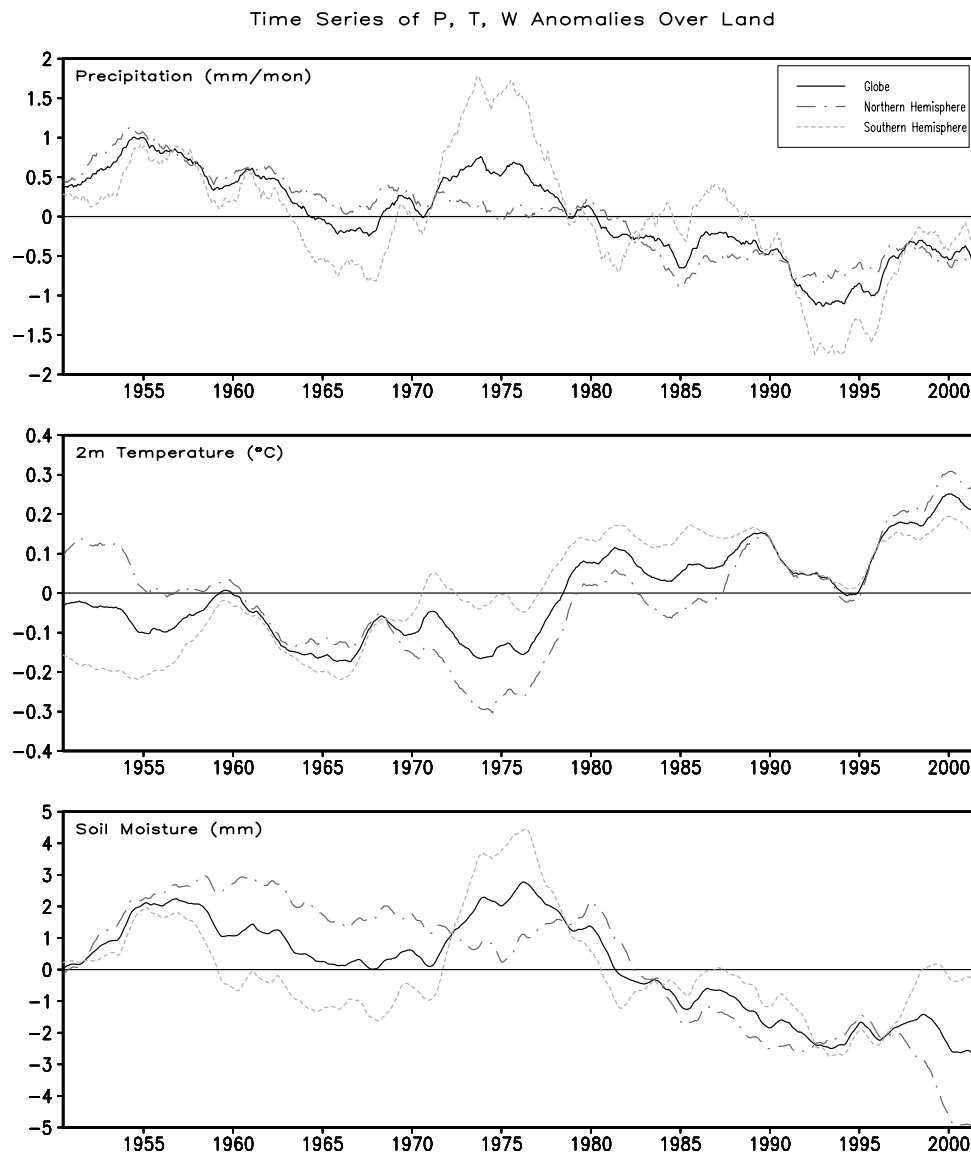 Time Series of P, T, W Anomalies Over Land
Precipitation (mm/mon)
Globe
Northern Hemisphere
Southern Hemisphere
2
1.5
1
0.5
0
−0.5
−1
−1.5
−2
1955 1960 1965 1970 1975 1980 1985 1990 1995 2000
2m Temperature (°C)
0.4
0.3
0.2
0.1
0
−0.1
−0.2
−0.3
−0.4
1955 1960 1965 1970 1975 1980 1985 1990 1995 2000
Soil Moisture (mm)
5
4
3
2
1
0
−1
−2
−3
−4
−5
1955 1960 1965 1970 1975 1980 1985 1990 1995 2000